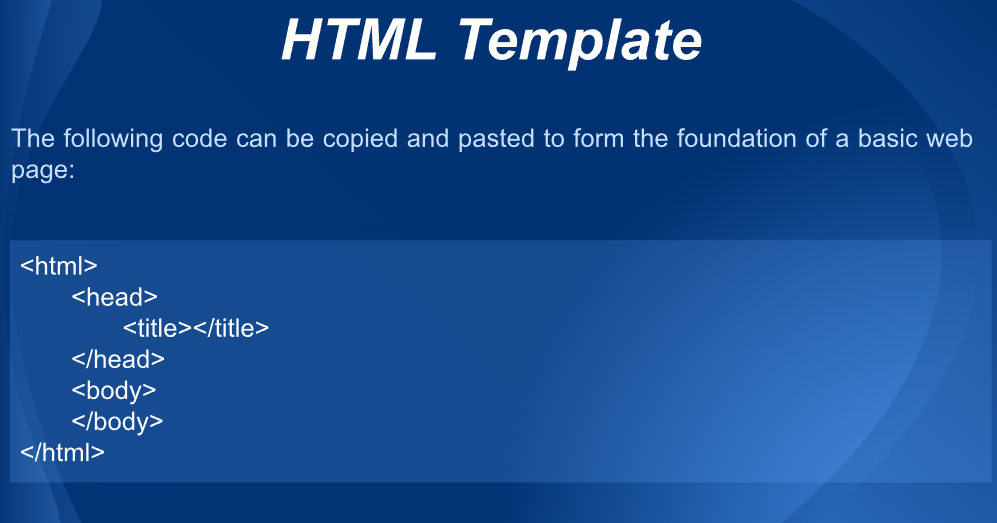 HTML Template
The following code can be copied and pasted to form the foundation of a basic web
page:
<html>
<head>
<title></title>
</head>
<body>
</body>
</html>